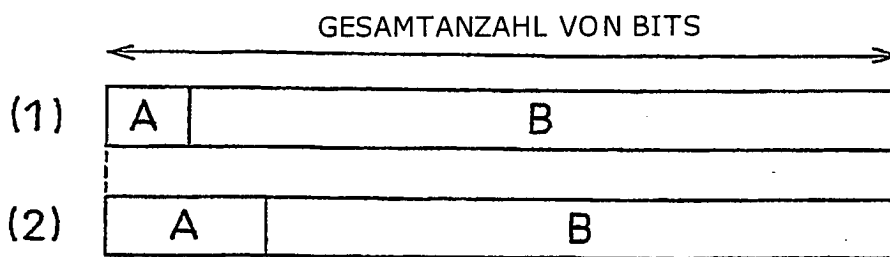 GESAMTANZAHL VON BITS
(1) A B
(2) A B